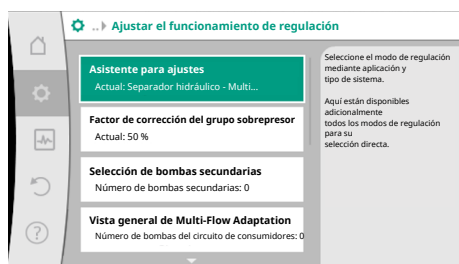 ..▸ Ajustar el funcionamiento de regulación
Asistente para ajustes
Actual: Separador hidráulico - Multi...
Factor de corrección del grupo sobrepresor
Actual: 50 %
Selección de bombas secundarias
Número de bombas secundarias: 0
Vista general de Multi-Flow Adaptation
Número de bombas del circuito de consumidores: 0
Seleccione el modo de regulación
mediante aplicación y
tipo de sistema.
Aquí están disponibles
adicionalmente
todos los modos de regulación
para su
selección directa.
?